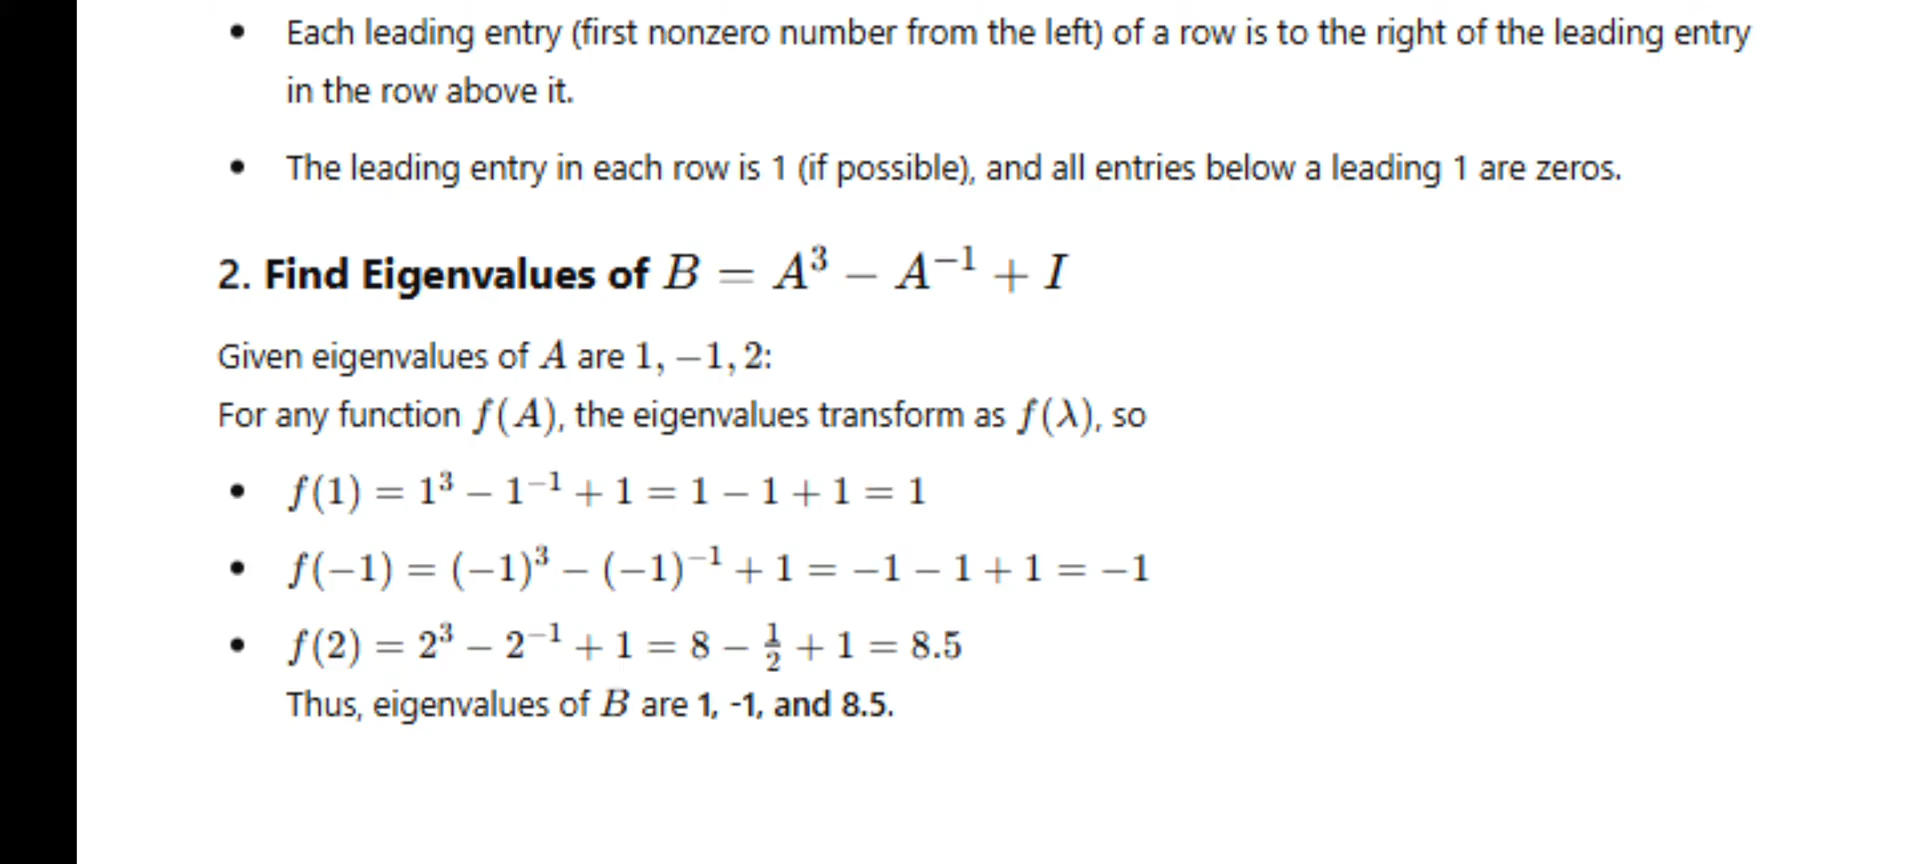 • Each leading entry (first nonzero number from the left) of a row is to the right of the leading entry
in the row above it.
• The leading entry in each row is 1 (if possible), and all entries below a leading 1 are zeros.
2. Find Eigenvalues of B = A³ − A⁻¹ + I
Given eigenvalues of A are 1, −1, 2:
For any function f(A), the eigenvalues transform as f(λ), so
• f(1) = 1³ − 1⁻¹ + 1 = 1 − 1 + 1 = 1
• f(−1) = (−1)³ − (−1)⁻¹ + 1 = −1 − 1 + 1 = −1
• f(2) = 2³ − 2⁻¹ + 1 = 8 − ½ + 1 = 8.5
Thus, eigenvalues of B are 1, -1, and 8.5.